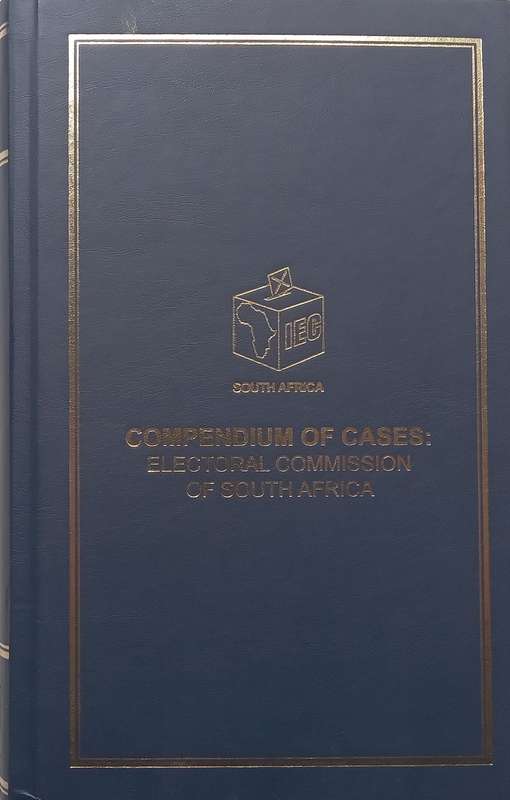 IEC
SOUTH AFRICA
COMPENDIUM OF CASES:
ELECTORAL COMMISSION
OF SOUTH AFRICA